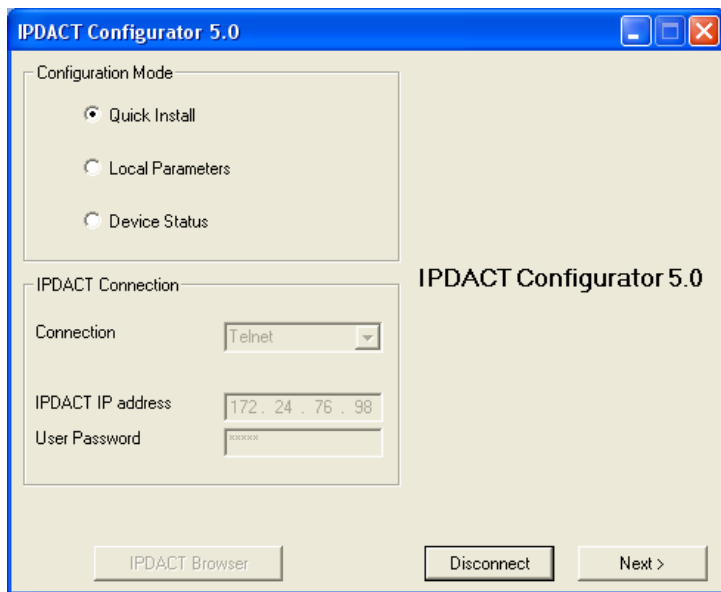 IPDACT Configurator 5.0
Configuration Mode
Quick Install
Local Parameters
Device Status
IPDACT Connection
Connection
Telnet
IPDACT IP address
172 . 24 . 76 . 98
User Password
*****
IPDACT Configurator 5.0
IPDACT Browser
Disconnect
Next >